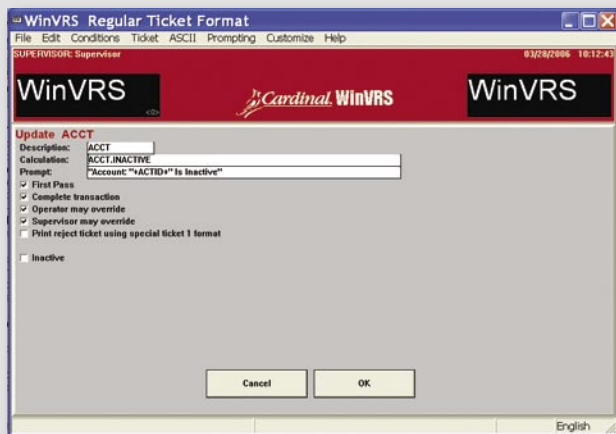 WinVRS Regular Ticket Format
File Edit Conditions Ticket ASCII Prompting Customize Help
SUPERVISOR: Supervisor 03/28/2006 10:12:43
WinVRS Cardinal WinVRS WinVRS
Update ACCT
Description: ACCT
Calculation: ACCT.INACTIVE
Prompt: "Account: "+ACTID+" Is Inactive"
First Pass
Complete transaction
Operator may override
Supervisor may override
Print reject ticket using special ticket 1 format
Inactive
Cancel OK
English